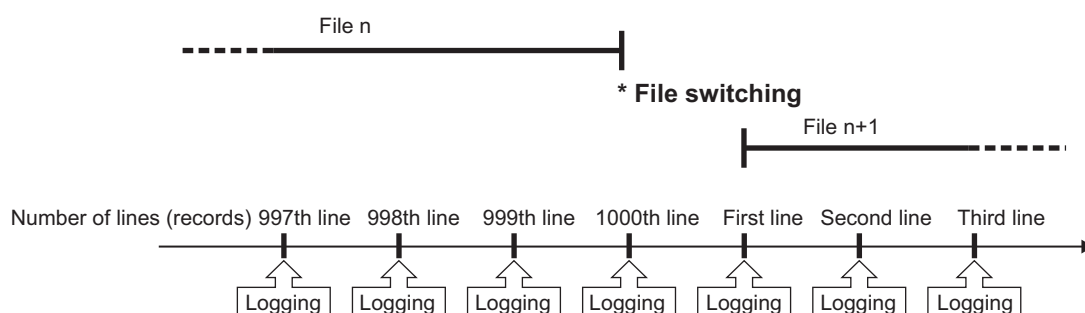 File n
* File switching
File n+1
Number of lines (records) 997th line 998th line 999th line 1000th line First line Second line Third line
Logging Logging Logging Logging Logging Logging Logging